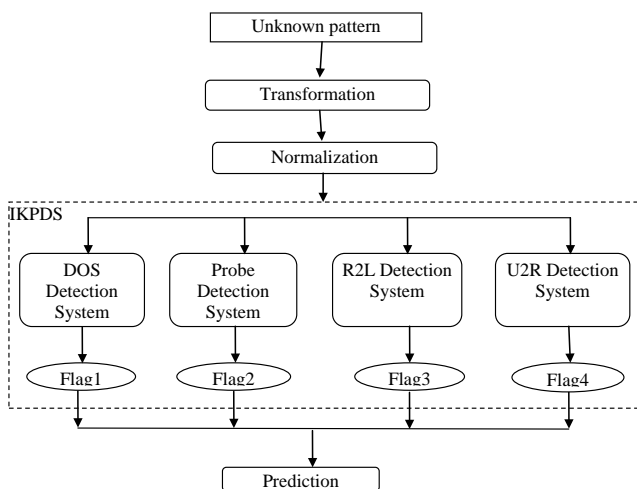 Unknown pattern
Transformation
Normalization
IKPDS
DOS
Detection
System
Probe
Detection
System
R2L Detection
System
U2R Detection
System
Flag1
Flag2
Flag3
Flag4
Prediction